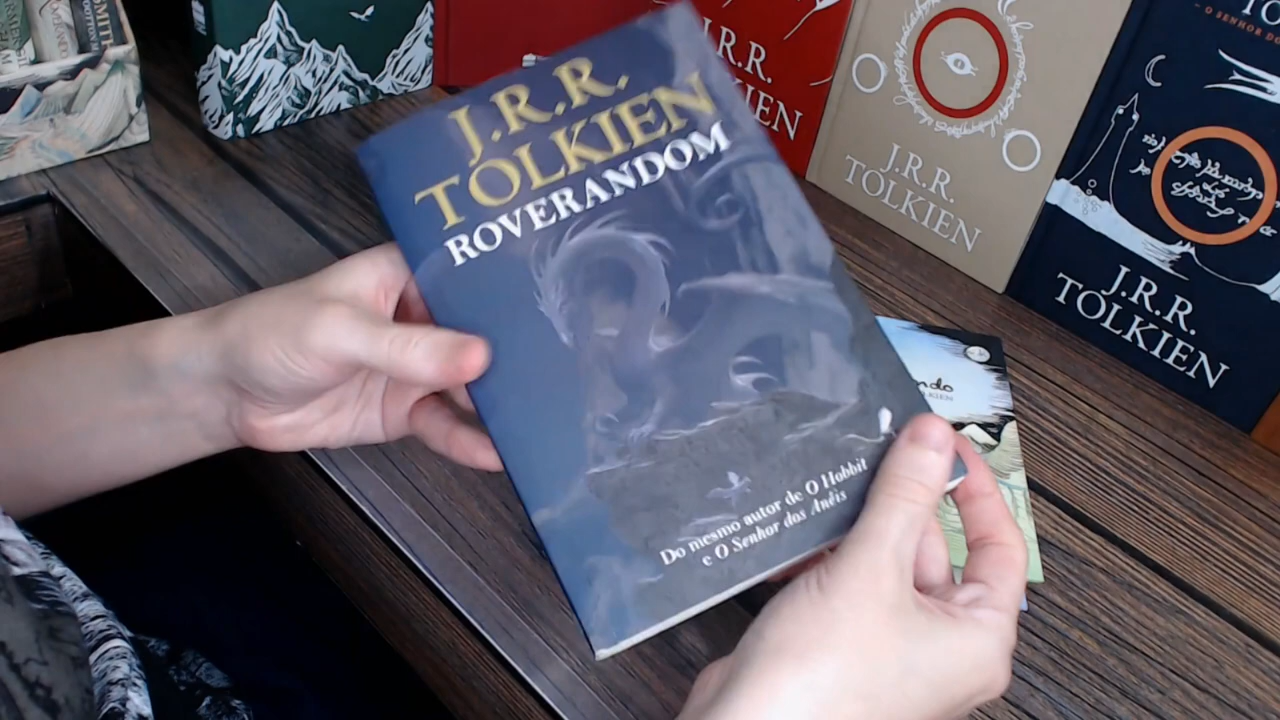 J.R.R.
TOLKIEN
ROVERANDOM
Do mesmo autor de O Hobbit
e O Senhor dos Anéis
J.R.R.
TOLKIEN
J.R.R.
TOLKIEN
J.R.R.
TOLKIEN